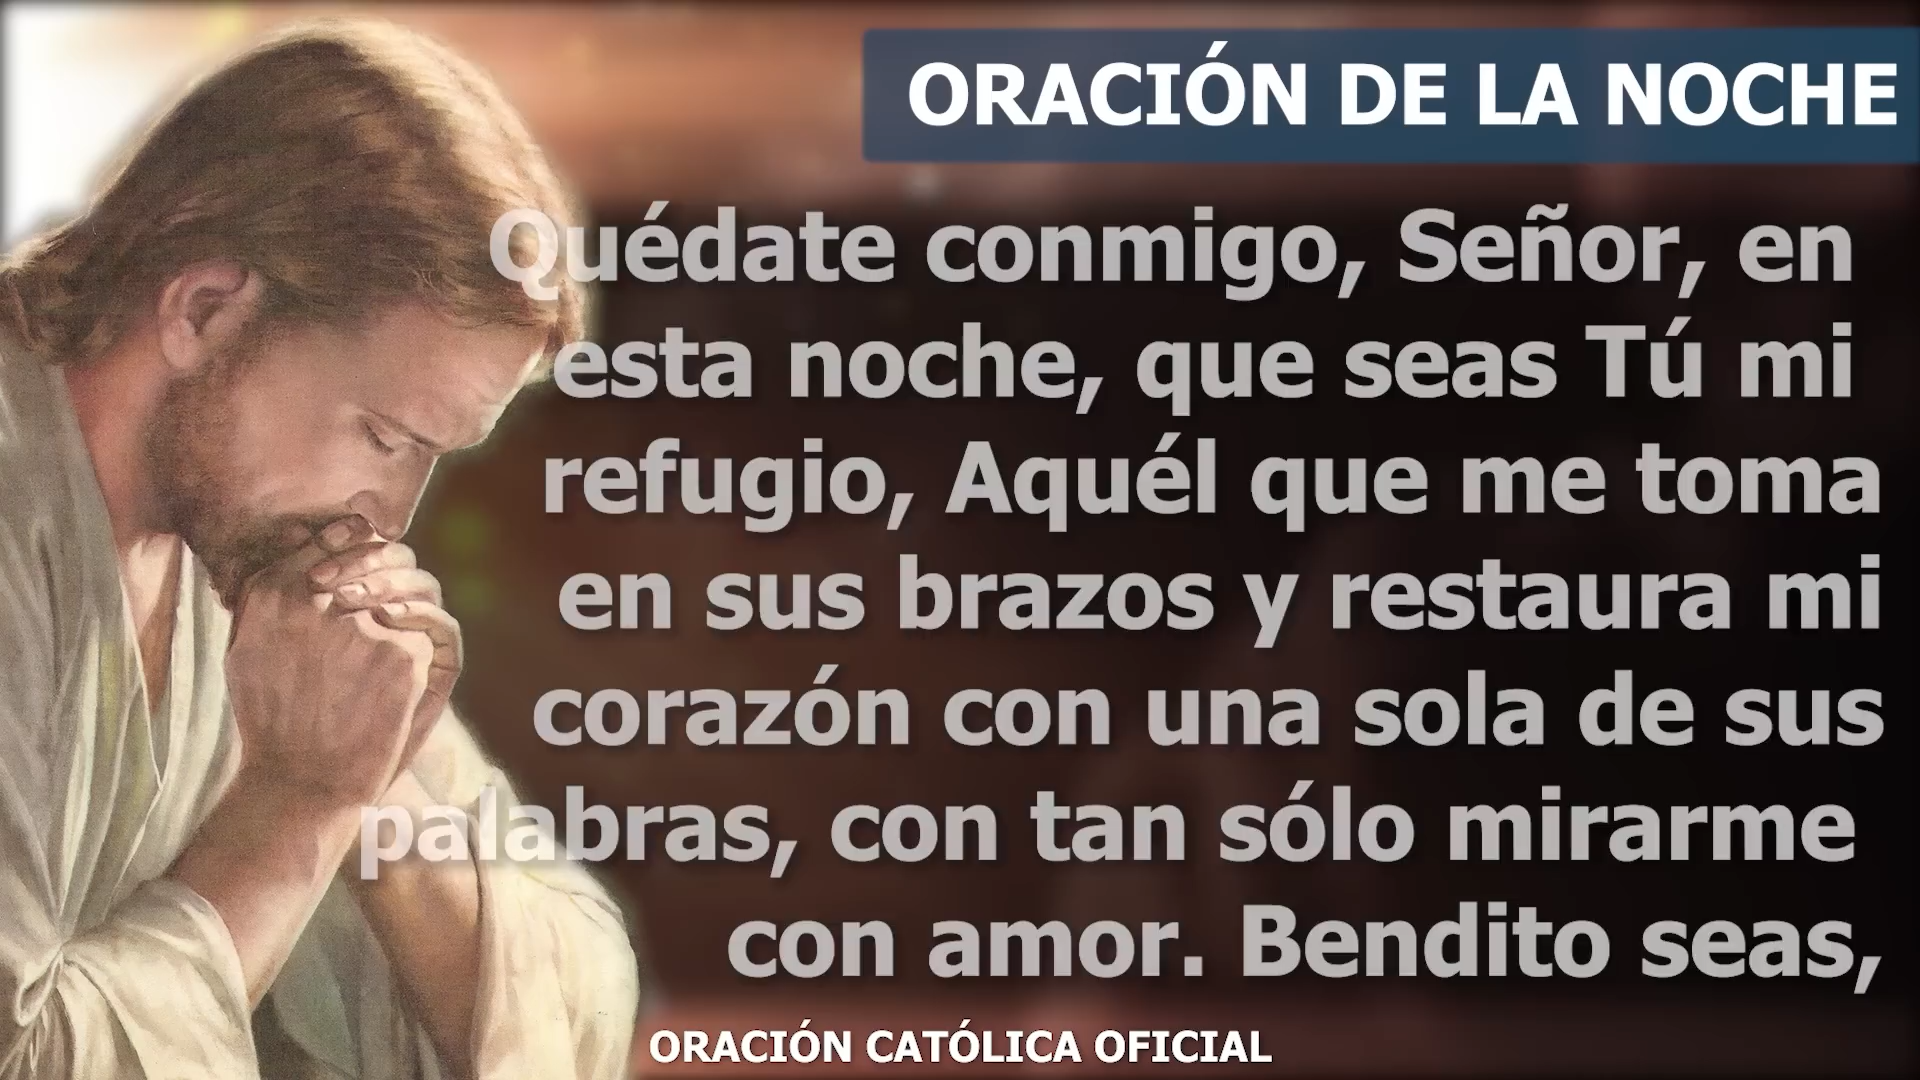 ORACIÓN DE LA NOCHE
Quédate conmigo, Señor, en
esta noche, que seas Tú mi
refugio, Aquél que me toma
en sus brazos y restaura mi
corazón con una sola de sus
palabras, con tan sólo mirarme
con amor. Bendito seas,
ORACIÓN CATÓLICA OFICIAL